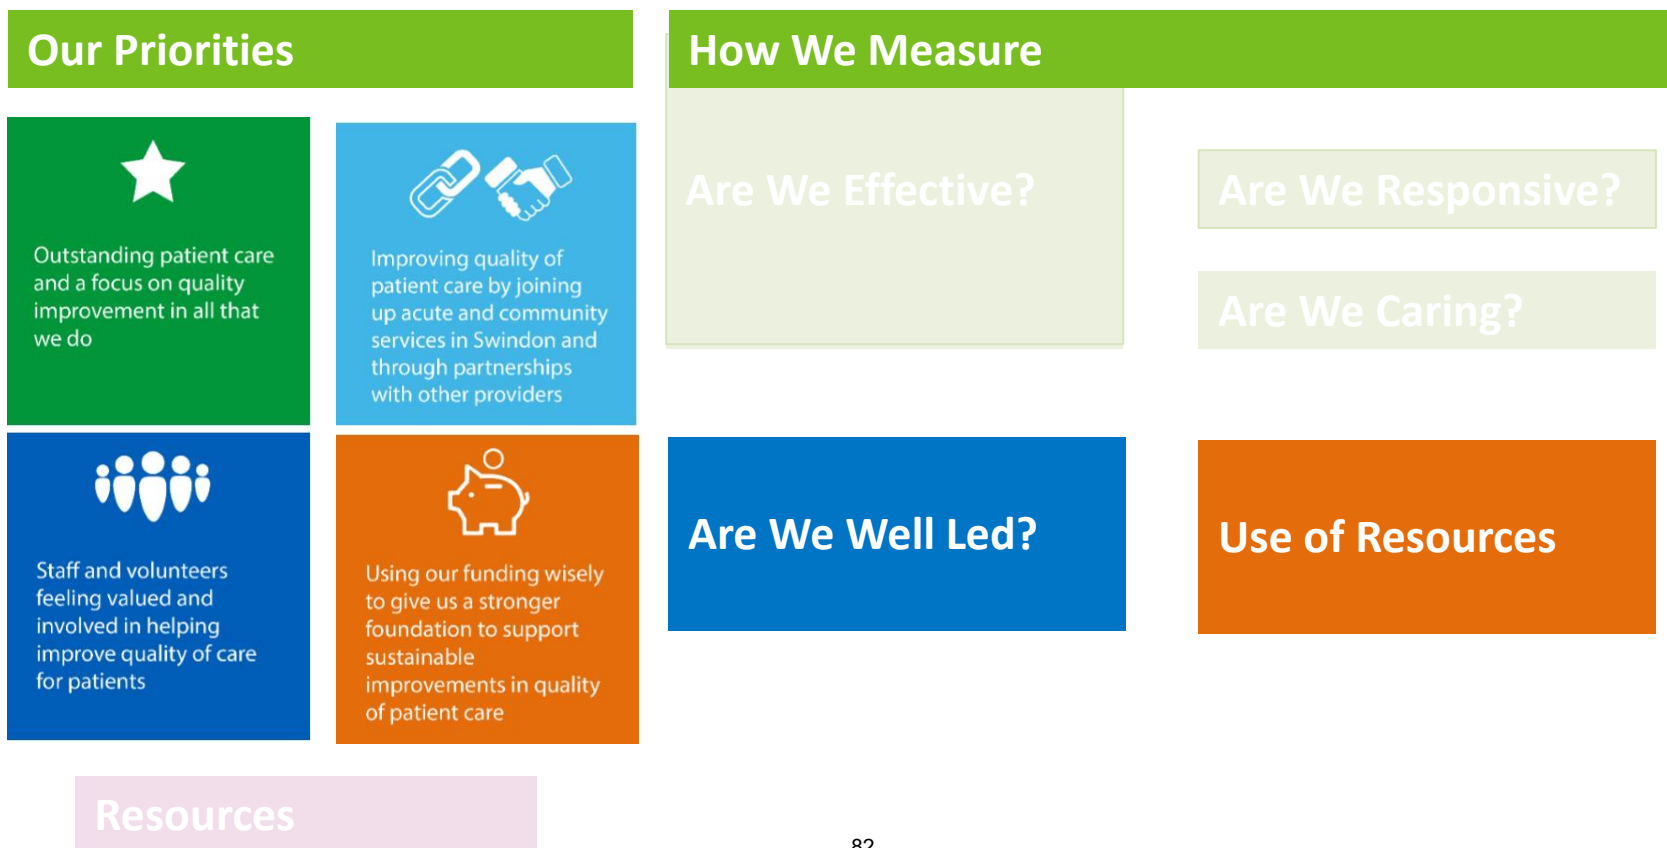 Our Priorities
How We Measure
Outstanding patient care
and a focus on quality
improvement in all that
we do
Improving quality of
patient care by joining
up acute and community
services in Swindon and
through partnerships
with other providers
Are We Effective?
Are We Responsive?
Are We Caring?
Staff and volunteers
feeling valued and
involved in helping
improve quality of care
for patients
Using our funding wisely
to give us a stronger
foundation to support
sustainable
improvements in quality
of patient care
Are We Well Led?
Use of Resources
Resources
82